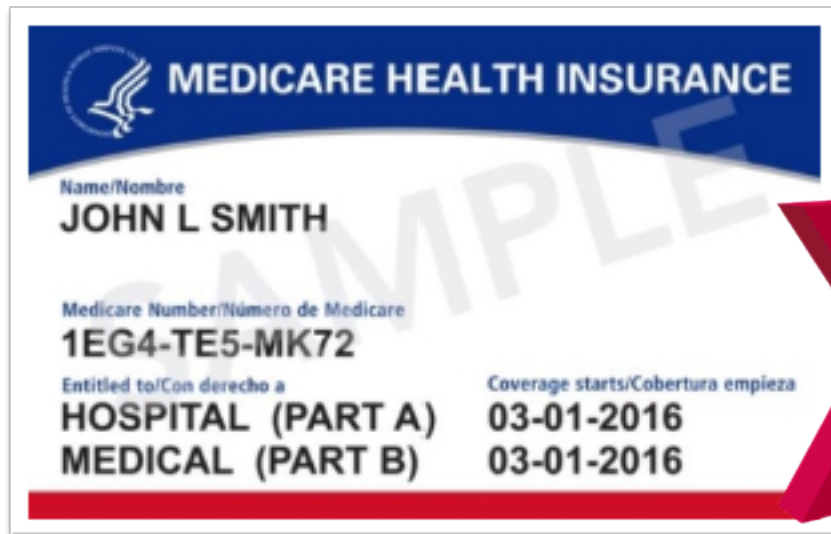 MEDICARE HEALTH INSURANCE
Name/Nombre
JOHN L SMITH
Medicare Number/Número de Medicare
1EG4-TE5-MK72
Entitled to/Con derecho a Coverage starts/Cobertura empieza
HOSPITAL (PART A) 03-01-2016
MEDICAL (PART B) 03-01-2016
SAMPLE